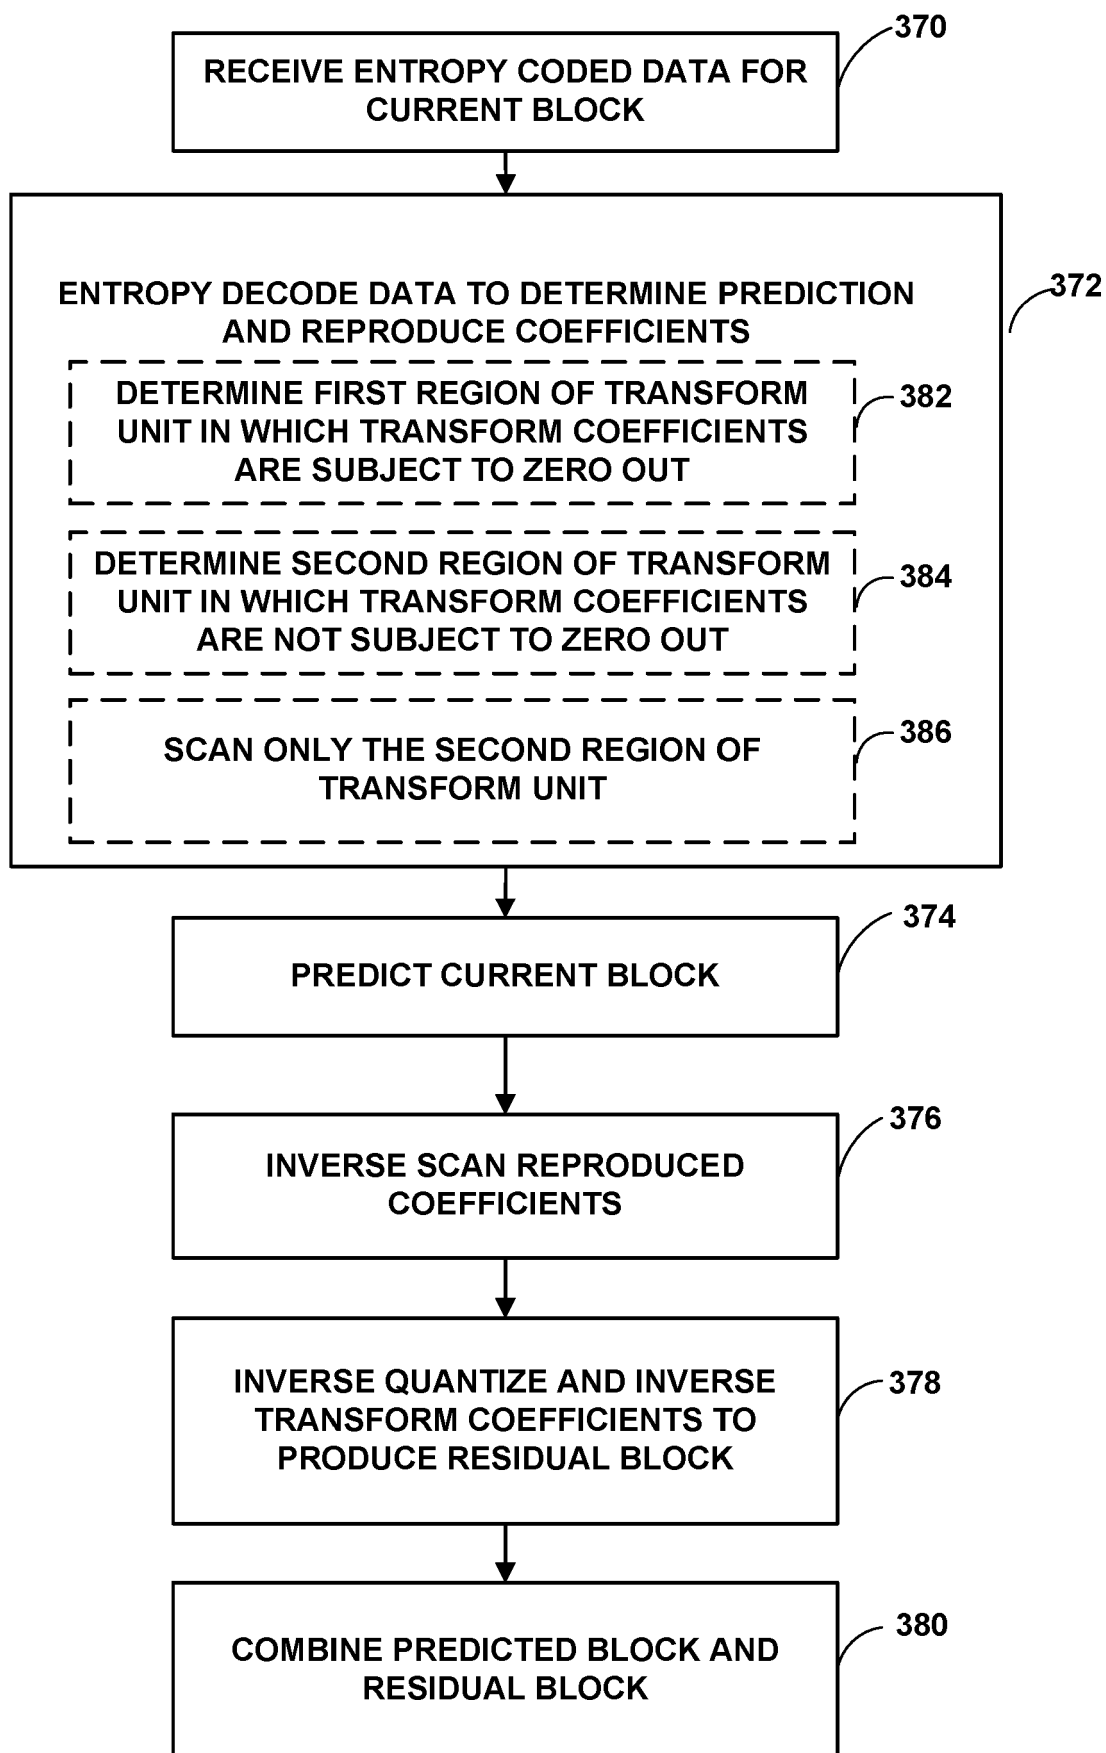 370
RECEIVE ENTROPY CODED DATA FOR
CURRENT BLOCK
372
ENTROPY DECODE DATA TO DETERMINE PREDICTION
AND REPRODUCE COEFFICIENTS
382
DETERMINE FIRST REGION OF TRANSFORM
UNIT IN WHICH TRANSFORM COEFFICIENTS
ARE SUBJECT TO ZERO OUT
384
DETERMINE SECOND REGION OF TRANSFORM
UNIT IN WHICH TRANSFORM COEFFICIENTS
ARE NOT SUBJECT TO ZERO OUT
386
SCAN ONLY THE SECOND REGION OF
TRANSFORM UNIT
374
PREDICT CURRENT BLOCK
376
INVERSE SCAN REPRODUCED
COEFFICIENTS
378
INVERSE QUANTIZE AND INVERSE
TRANSFORM COEFFICIENTS TO
PRODUCE RESIDUAL BLOCK
380
COMBINE PREDICTED BLOCK AND
RESIDUAL BLOCK